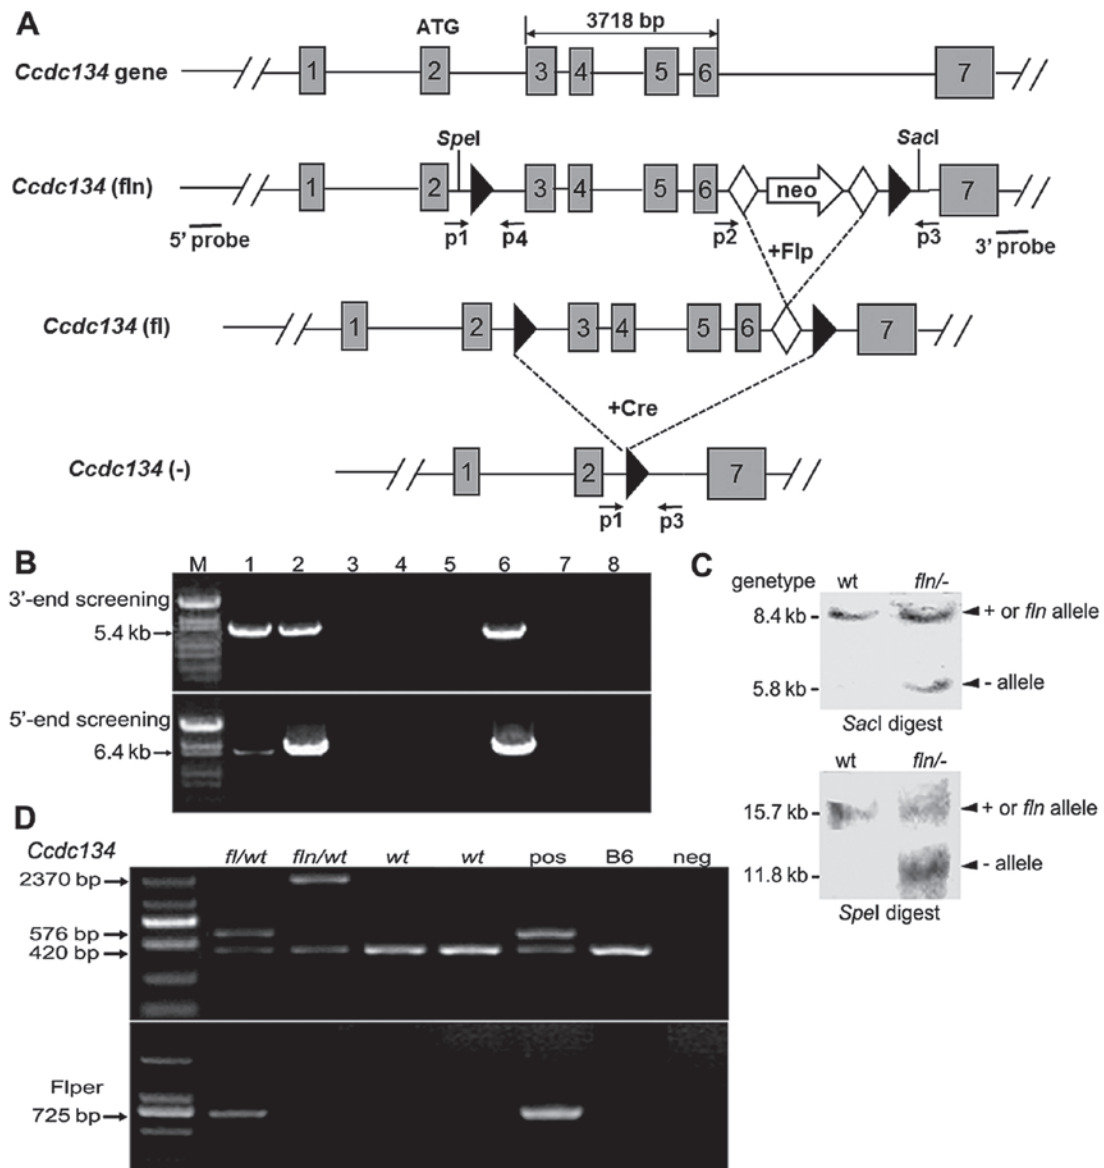 A
Ccdc134 gene
ATG
3718 bp
1 2 3 4 5 6 7
SpeI
SacI
Ccdc134 (fln)
1 2 3 4 5 6 neo 7
5' probe
p1 p4 p2 p3
3' probe
+Flp
Ccdc134 (fl)
1 2 3 4 5 6 7
+Cre
Ccdc134 (-)
1 2 7
p1 p3
B
M 1 2 3 4 5 6 7 8
3'-end screening
5.4 kb
5'-end screening
6.4 kb
C
genetype wt fln/-
8.4 kb + or fln allele
5.8 kb - allele
SacI digest
wt fln/-
15.7 kb + or fln allele
11.8 kb - allele
SpeI digest
D
Ccdc134 fl/wt fln/wt wt wt pos B6 neg
2370 bp
576 bp
420 bp
Flper
725 bp